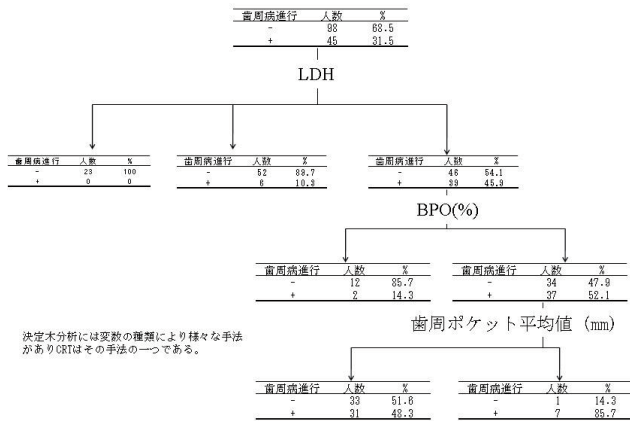 歯周病進行 人数 %
- 98 68.5
+ 45 31.5
LDH
歯周病進行 人数 %
- 23 100
+ 0 0
歯周病進行 人数 %
- 52 89.7
+ 6 10.3
歯周病進行 人数 %
- 46 54.1
+ 39 45.9
BPO(%)
歯周病進行 人数 %
- 12 85.7
+ 2 14.3
歯周病進行 人数 %
- 34 47.9
+ 37 52.1
歯周ポケット平均値 (mm)
決定木分析には変数の種類により様々な手法
がありCRTはその手法の一つである。
歯周病進行 人数 %
- 33 51.6
+ 31 48.3
歯周病進行 人数 %
- 1 14.3
+ 7 85.7